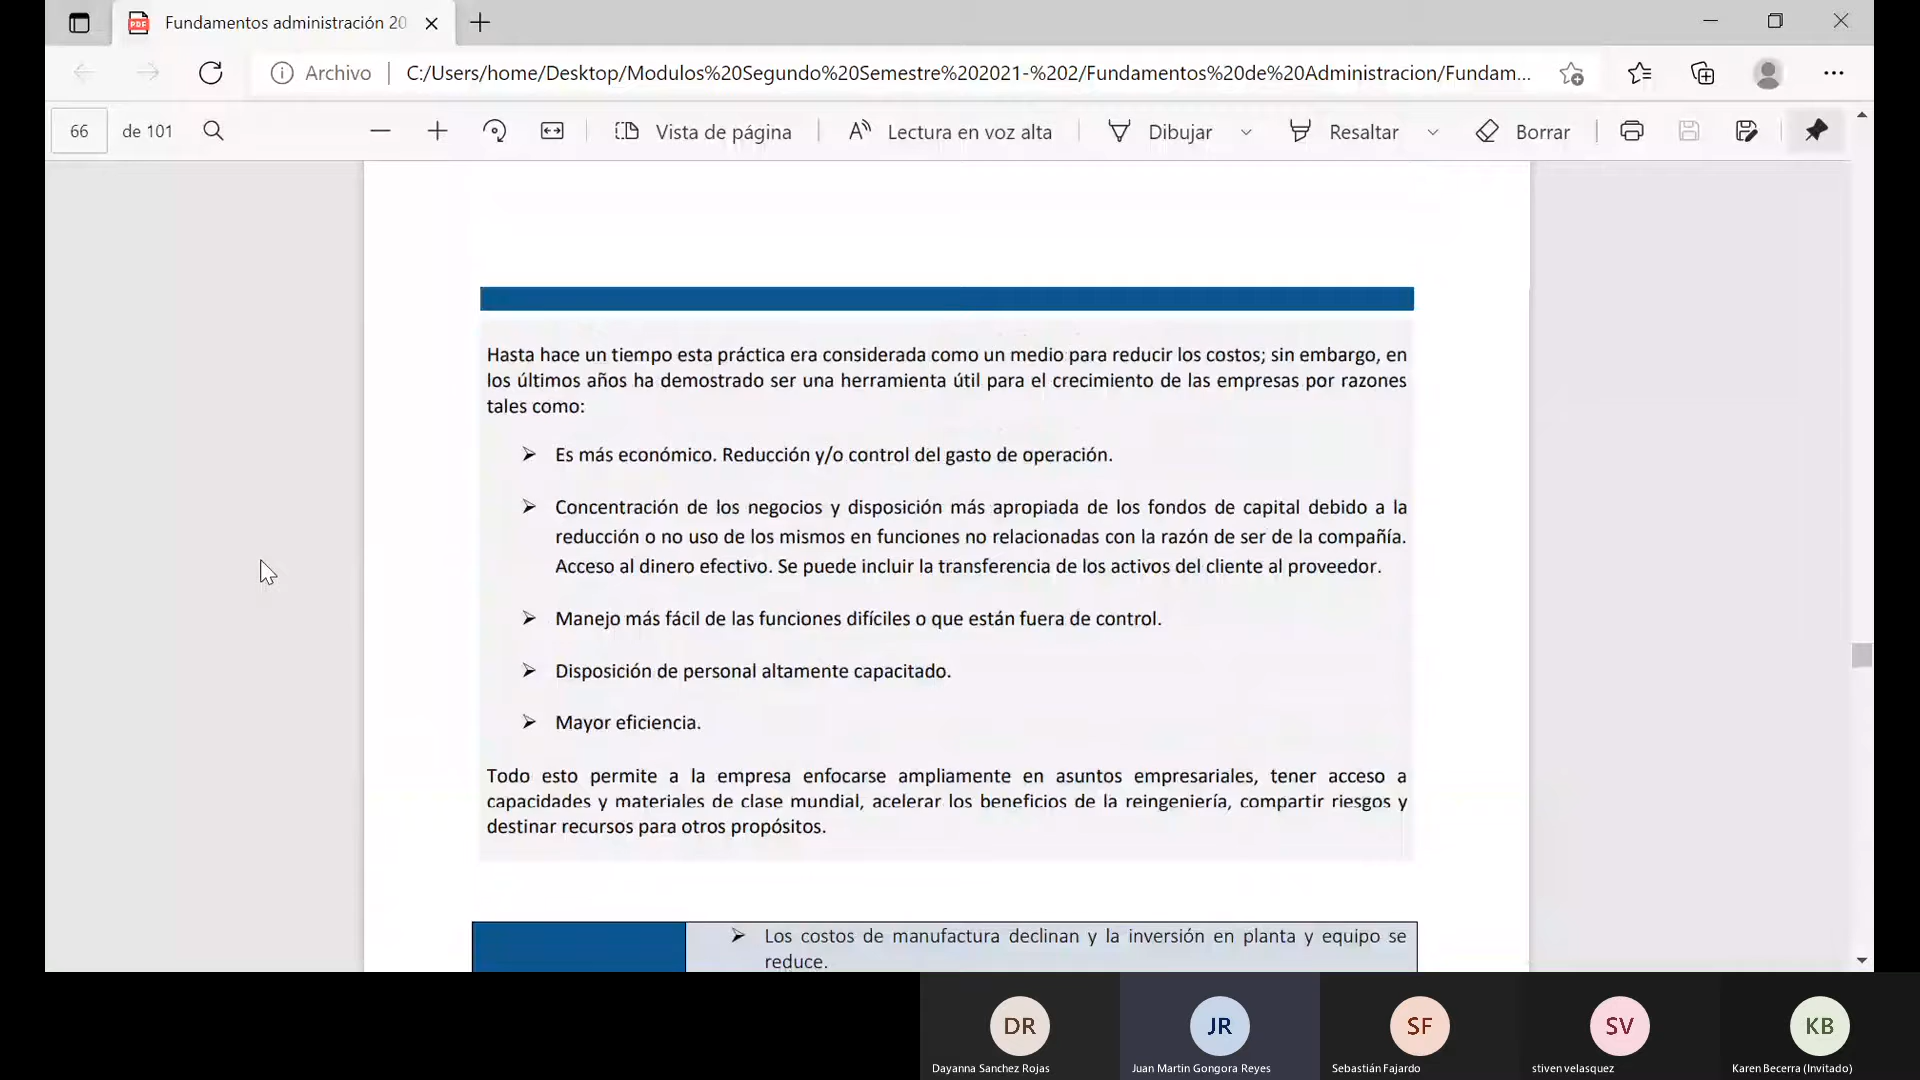 Fundamentos administración 20
Archivo
C:/Users/home/Desktop/Modulos%20Segundo%20Semestre%202021-%202/Fundamentos%20de%20Administracion/Fundam...
66 de 101
Vista de página
Lectura en voz alta
Dibujar
Resaltar
Borrar
Hasta hace un tiempo esta práctica era considerada como un medio para reducir los costos; sin embargo, en
los últimos años ha demostrado ser una herramienta útil para el crecimiento de las empresas por razones
tales como:
➢ Es más económico. Reducción y/o control del gasto de operación.
➢ Concentración de los negocios y disposición más apropiada de los fondos de capital debido a la
reducción o no uso de los mismos en funciones no relacionadas con la razón de ser de la compañía.
Acceso al dinero efectivo. Se puede incluir la transferencia de los activos del cliente al proveedor.
➢ Manejo más fácil de las funciones difíciles o que están fuera de control.
➢ Disposición de personal altamente capacitado.
➢ Mayor eficiencia.
Todo esto permite a la empresa enfocarse ampliamente en asuntos empresariales, tener acceso a
capacidades y materiales de clase mundial, acelerar los beneficios de la reingeniería, compartir riesgos y
destinar recursos para otros propósitos.
➢ Los costos de manufactura declinan y la inversión en planta y equipo se
reduce.
DR
JR
SF
SV
KB
Dayanna Sanchez Rojas
Juan Martin Gongora Reyes
Sebastián Fajardo
stiven velasquez
Karen Becerra (Invitado)